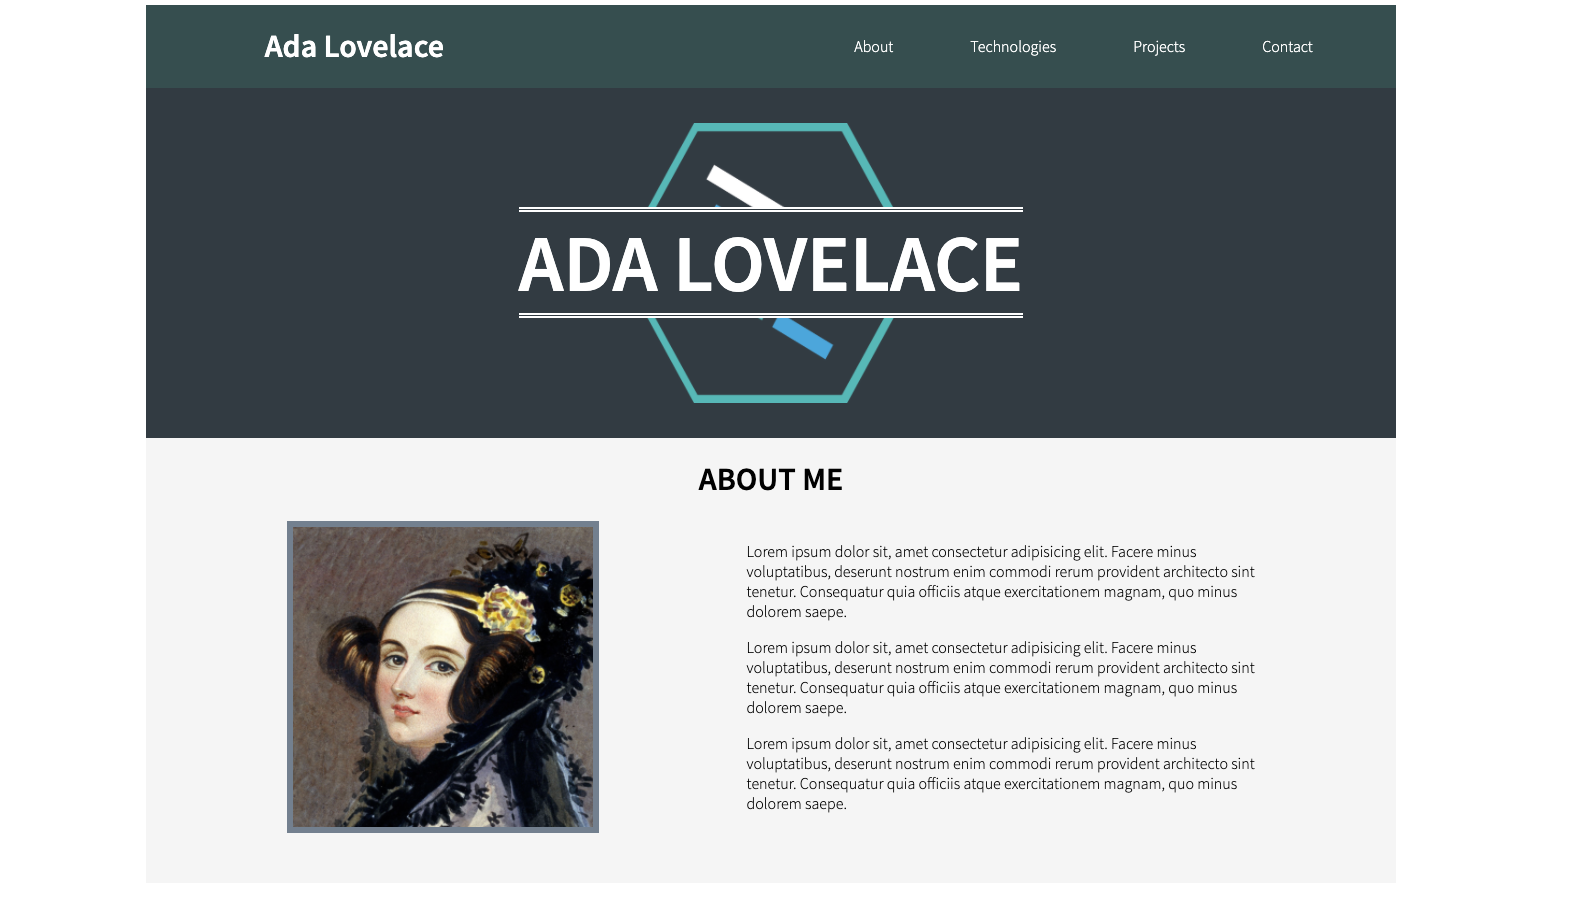 Ada Lovelace
About
Technologies
Projects
Contact
ADA LOVELACE
ABOUT ME
Lorem ipsum dolor sit, amet consectetur adipisicing elit. Facere minus
voluptatibus, deserunt nostrum enim commodi rerum provident architecto sint
tenetur. Consequatur quia officiis atque exercitationem magnam, quo minus
dolorem saepe.
Lorem ipsum dolor sit, amet consectetur adipisicing elit. Facere minus
voluptatibus, deserunt nostrum enim commodi rerum provident architecto sint
tenetur. Consequatur quia officiis atque exercitationem magnam, quo minus
dolorem saepe.
Lorem ipsum dolor sit, amet consectetur adipisicing elit. Facere minus
voluptatibus, deserunt nostrum enim commodi rerum provident architecto sint
tenetur. Consequatur quia officiis atque exercitationem magnam, quo minus
dolorem saepe.